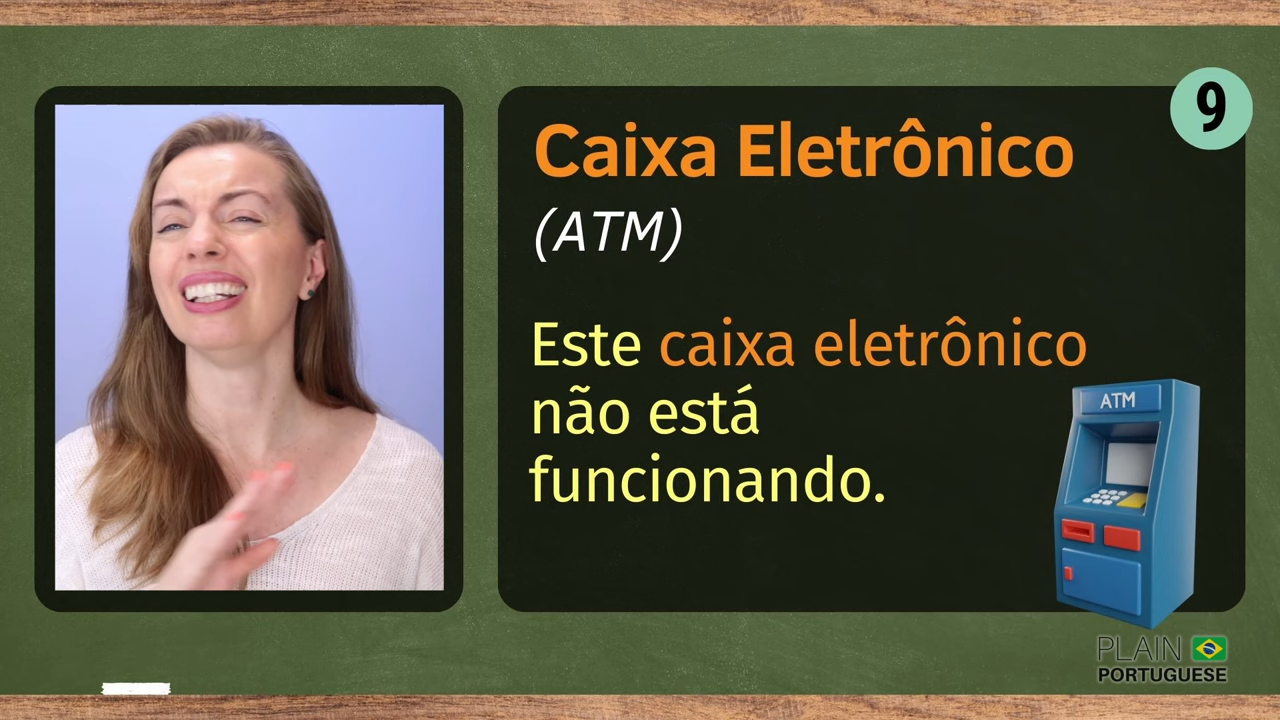 9
Caixa Eletrônico
(ATM)
Este caixa eletrônico
não está
funcionando.
ATM
PLAIN
PORTUGUESE